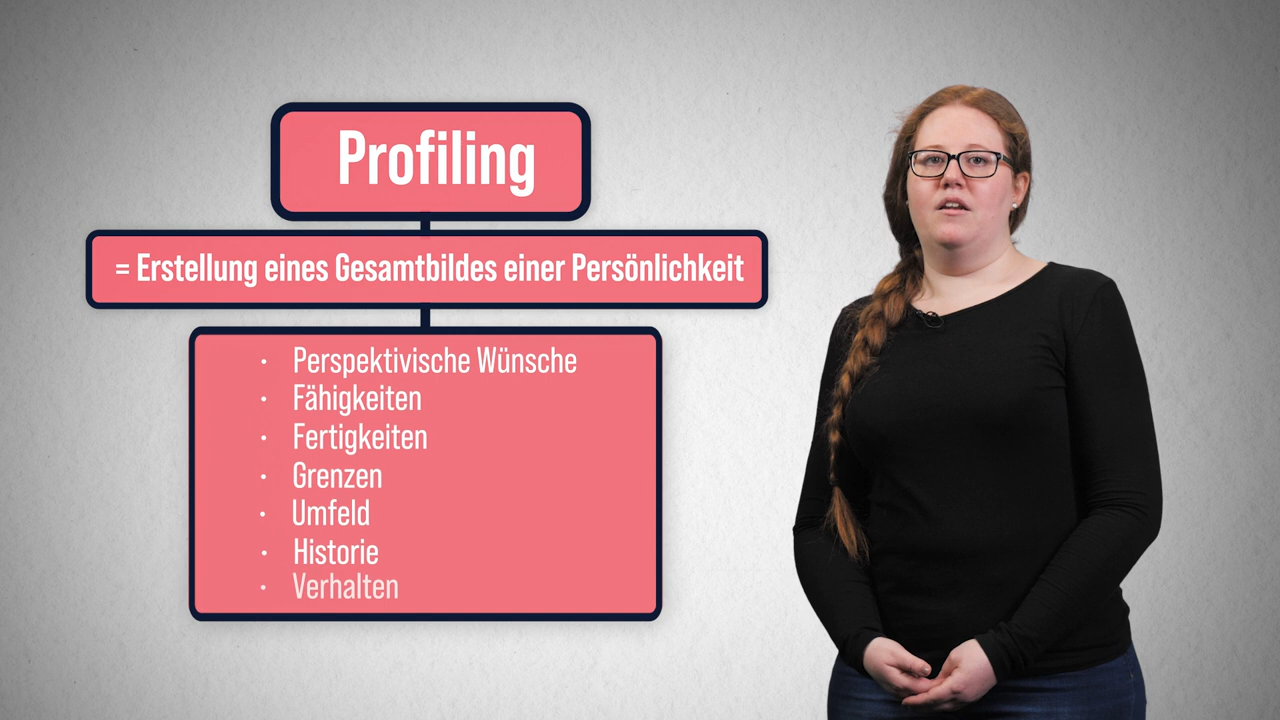 Profiling
= Erstellung eines Gesamtbildes einer Persönlichkeit
· Perspektivische Wünsche
· Fähigkeiten
· Fertigkeiten
· Grenzen
· Umfeld
· Historie
· Verhalten